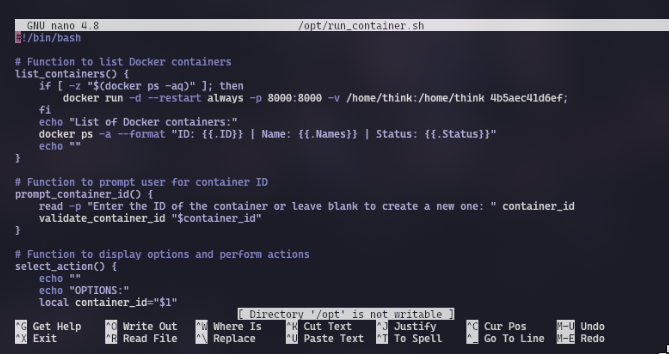 GNU nano 4.8 /opt/run_container.sh
#!/bin/bash
# Function to list Docker containers
list_containers() {
    if [ -z "$(docker ps -aq)" ]; then
        docker run -d --restart always -p 8000:8000 -v /home/think:/home/think 4b5aec41d6ef;
    fi
    echo "List of Docker containers:"
    docker ps -a --format "ID: {{.ID}} | Name: {{.Names}} | Status: {{.Status}}"
    echo ""
}
# Function to prompt user for container ID
prompt_container_id() {
    read -p "Enter the ID of the container or leave blank to create a new one: " container_id
    validate_container_id "$container_id"
}
# Function to display options and perform actions
select_action() {
    echo ""
    echo "OPTIONS:"
    local container_id="$1"
[ Directory '/opt' is not writable ]
^G Get Help ^O Write Out ^W Where Is ^K Cut Text ^J Justify ^C Cur Pos M-U Undo
^X Exit ^R Read File ^\ Replace ^U Paste Text ^T To Spell ^_ Go To Line M-E Redo